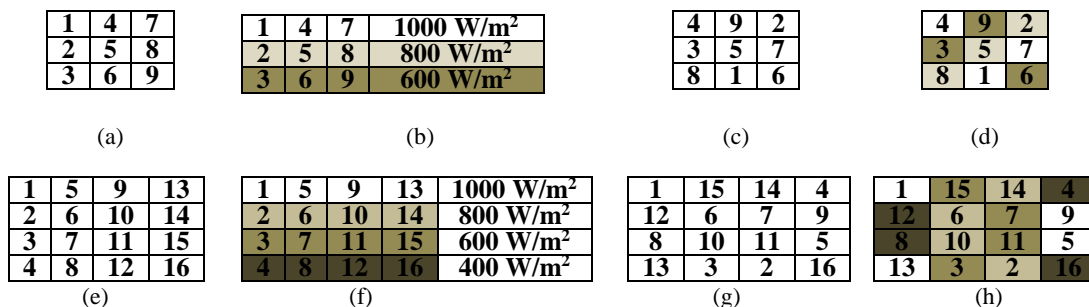 1 4 7
2 5 8
3 6 9
(a)
1 4 7 1000 W/m²
2 5 8 800 W/m²
3 6 9 600 W/m²
(b)
4 9 2
3 5 7
8 1 6
(c)
4 9 2
3 5 7
8 1 6
(d)
1 5 9 13
2 6 10 14
3 7 11 15
4 8 12 16
(e)
1 5 9 13 1000 W/m²
2 6 10 14 800 W/m²
3 7 11 15 600 W/m²
4 8 12 16 400 W/m²
(f)
1 15 14 4
12 6 7 9
8 10 11 5
13 3 2 16
(g)
1 15 14 4
12 6 7 9
8 10 11 5
13 3 2 16
(h)